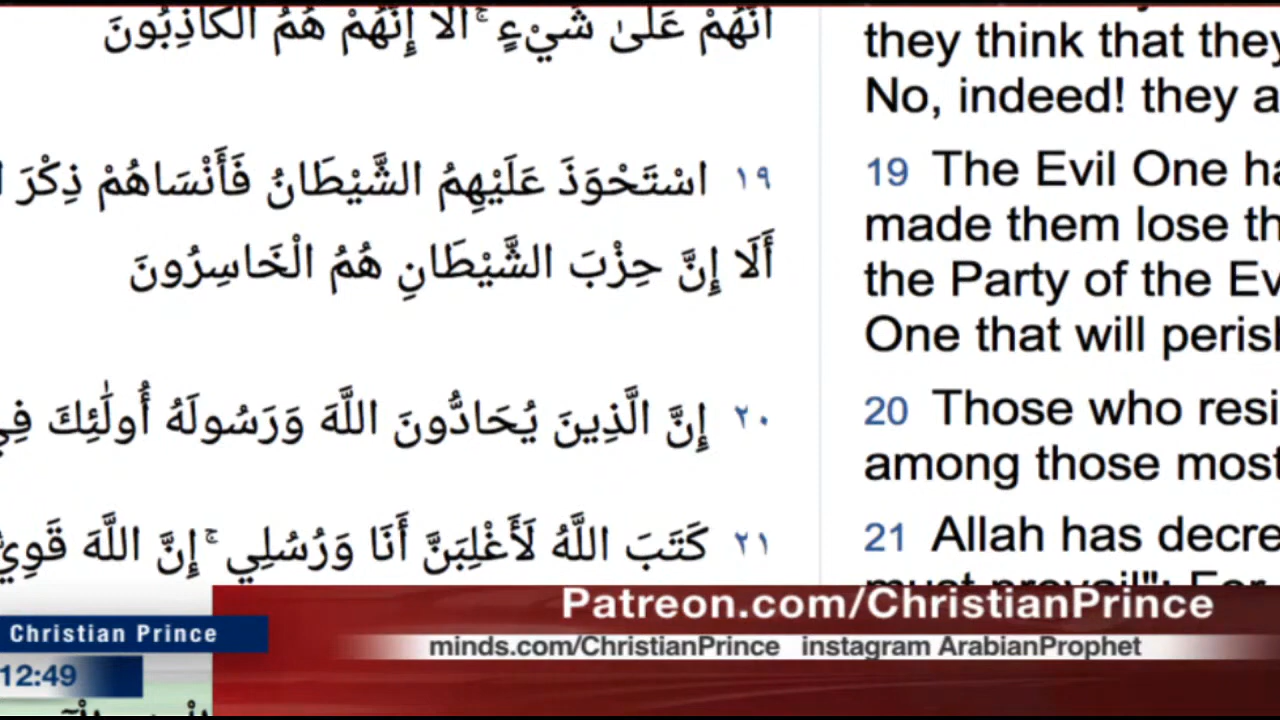 أَنَّهُمْ عَلَىٰ شَيْءٍ ۚ أَلَا إِنَّهُمْ هُمُ الْكَاذِبُونَ
١٩ اسْتَحْوَذَ عَلَيْهِمُ الشَّيْطَانُ فَأَنْسَاهُمْ ذِكْرَ
أَلَا إِنَّ حِزْبَ الشَّيْطَانِ هُمُ الْخَاسِرُونَ
٢٠ إِنَّ الَّذِينَ يُحَادُّونَ اللَّهَ وَرَسُولَهُ أُولَٰئِكَ فِي
٢١ كَتَبَ اللَّهُ لَأَغْلِبَنَّ أَنَا وَرُسُلِي ۚ إِنَّ اللَّهَ قَوِيٌّ
they think that they
No, indeed! they a
19 The Evil One ha
made them lose th
the Party of the Ev
One that will perish
20 Those who resi
among those most
21 Allah has decre
must prevail": For
Patreon.com/ChristianPrince
minds.com/ChristianPrince instagram ArabianProphet
Christian Prince
12:49